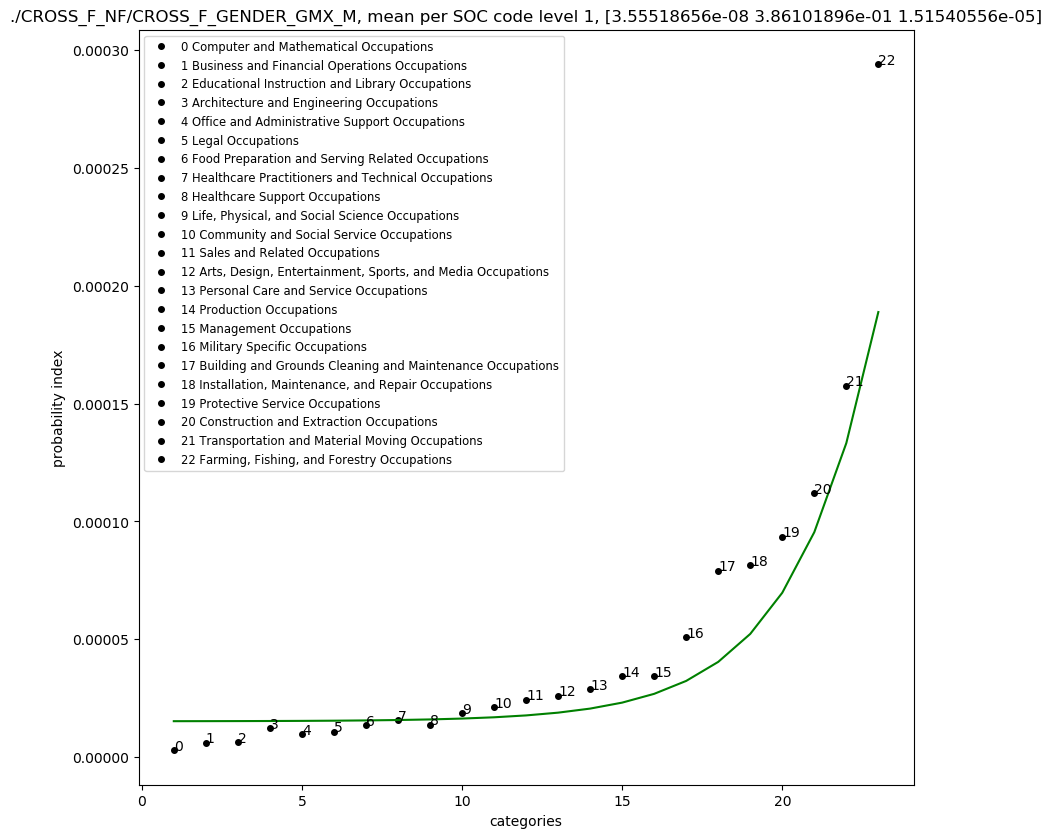 ./CROSS_F_NF/CROSS_F_GENDER_GMX_M, mean per SOC code level 1, [3.55518656e-08 3.86101896e-01 1.51540556e-05]
0 Computer and Mathematical Occupations
1 Business and Financial Operations Occupations
2 Educational Instruction and Library Occupations
3 Architecture and Engineering Occupations
4 Office and Administrative Support Occupations
5 Legal Occupations
6 Food Preparation and Serving Related Occupations
7 Healthcare Practitioners and Technical Occupations
8 Healthcare Support Occupations
9 Life, Physical, and Social Science Occupations
10 Community and Social Service Occupations
11 Sales and Related Occupations
12 Arts, Design, Entertainment, Sports, and Media Occupations
13 Personal Care and Service Occupations
14 Production Occupations
15 Management Occupations
16 Military Specific Occupations
17 Building and Grounds Cleaning and Maintenance Occupations
18 Installation, Maintenance, and Repair Occupations
19 Protective Service Occupations
20 Construction and Extraction Occupations
21 Transportation and Material Moving Occupations
22 Farming, Fishing, and Forestry Occupations
probability index
0.00030
0.00025
0.00020
0.00015
0.00010
0.00005
0.00000
0
1
2
3
4
5
6
7
8
9
10
11
12
13
14
15
16
17
18
19
20
21
22
0
5
10
15
20
categories